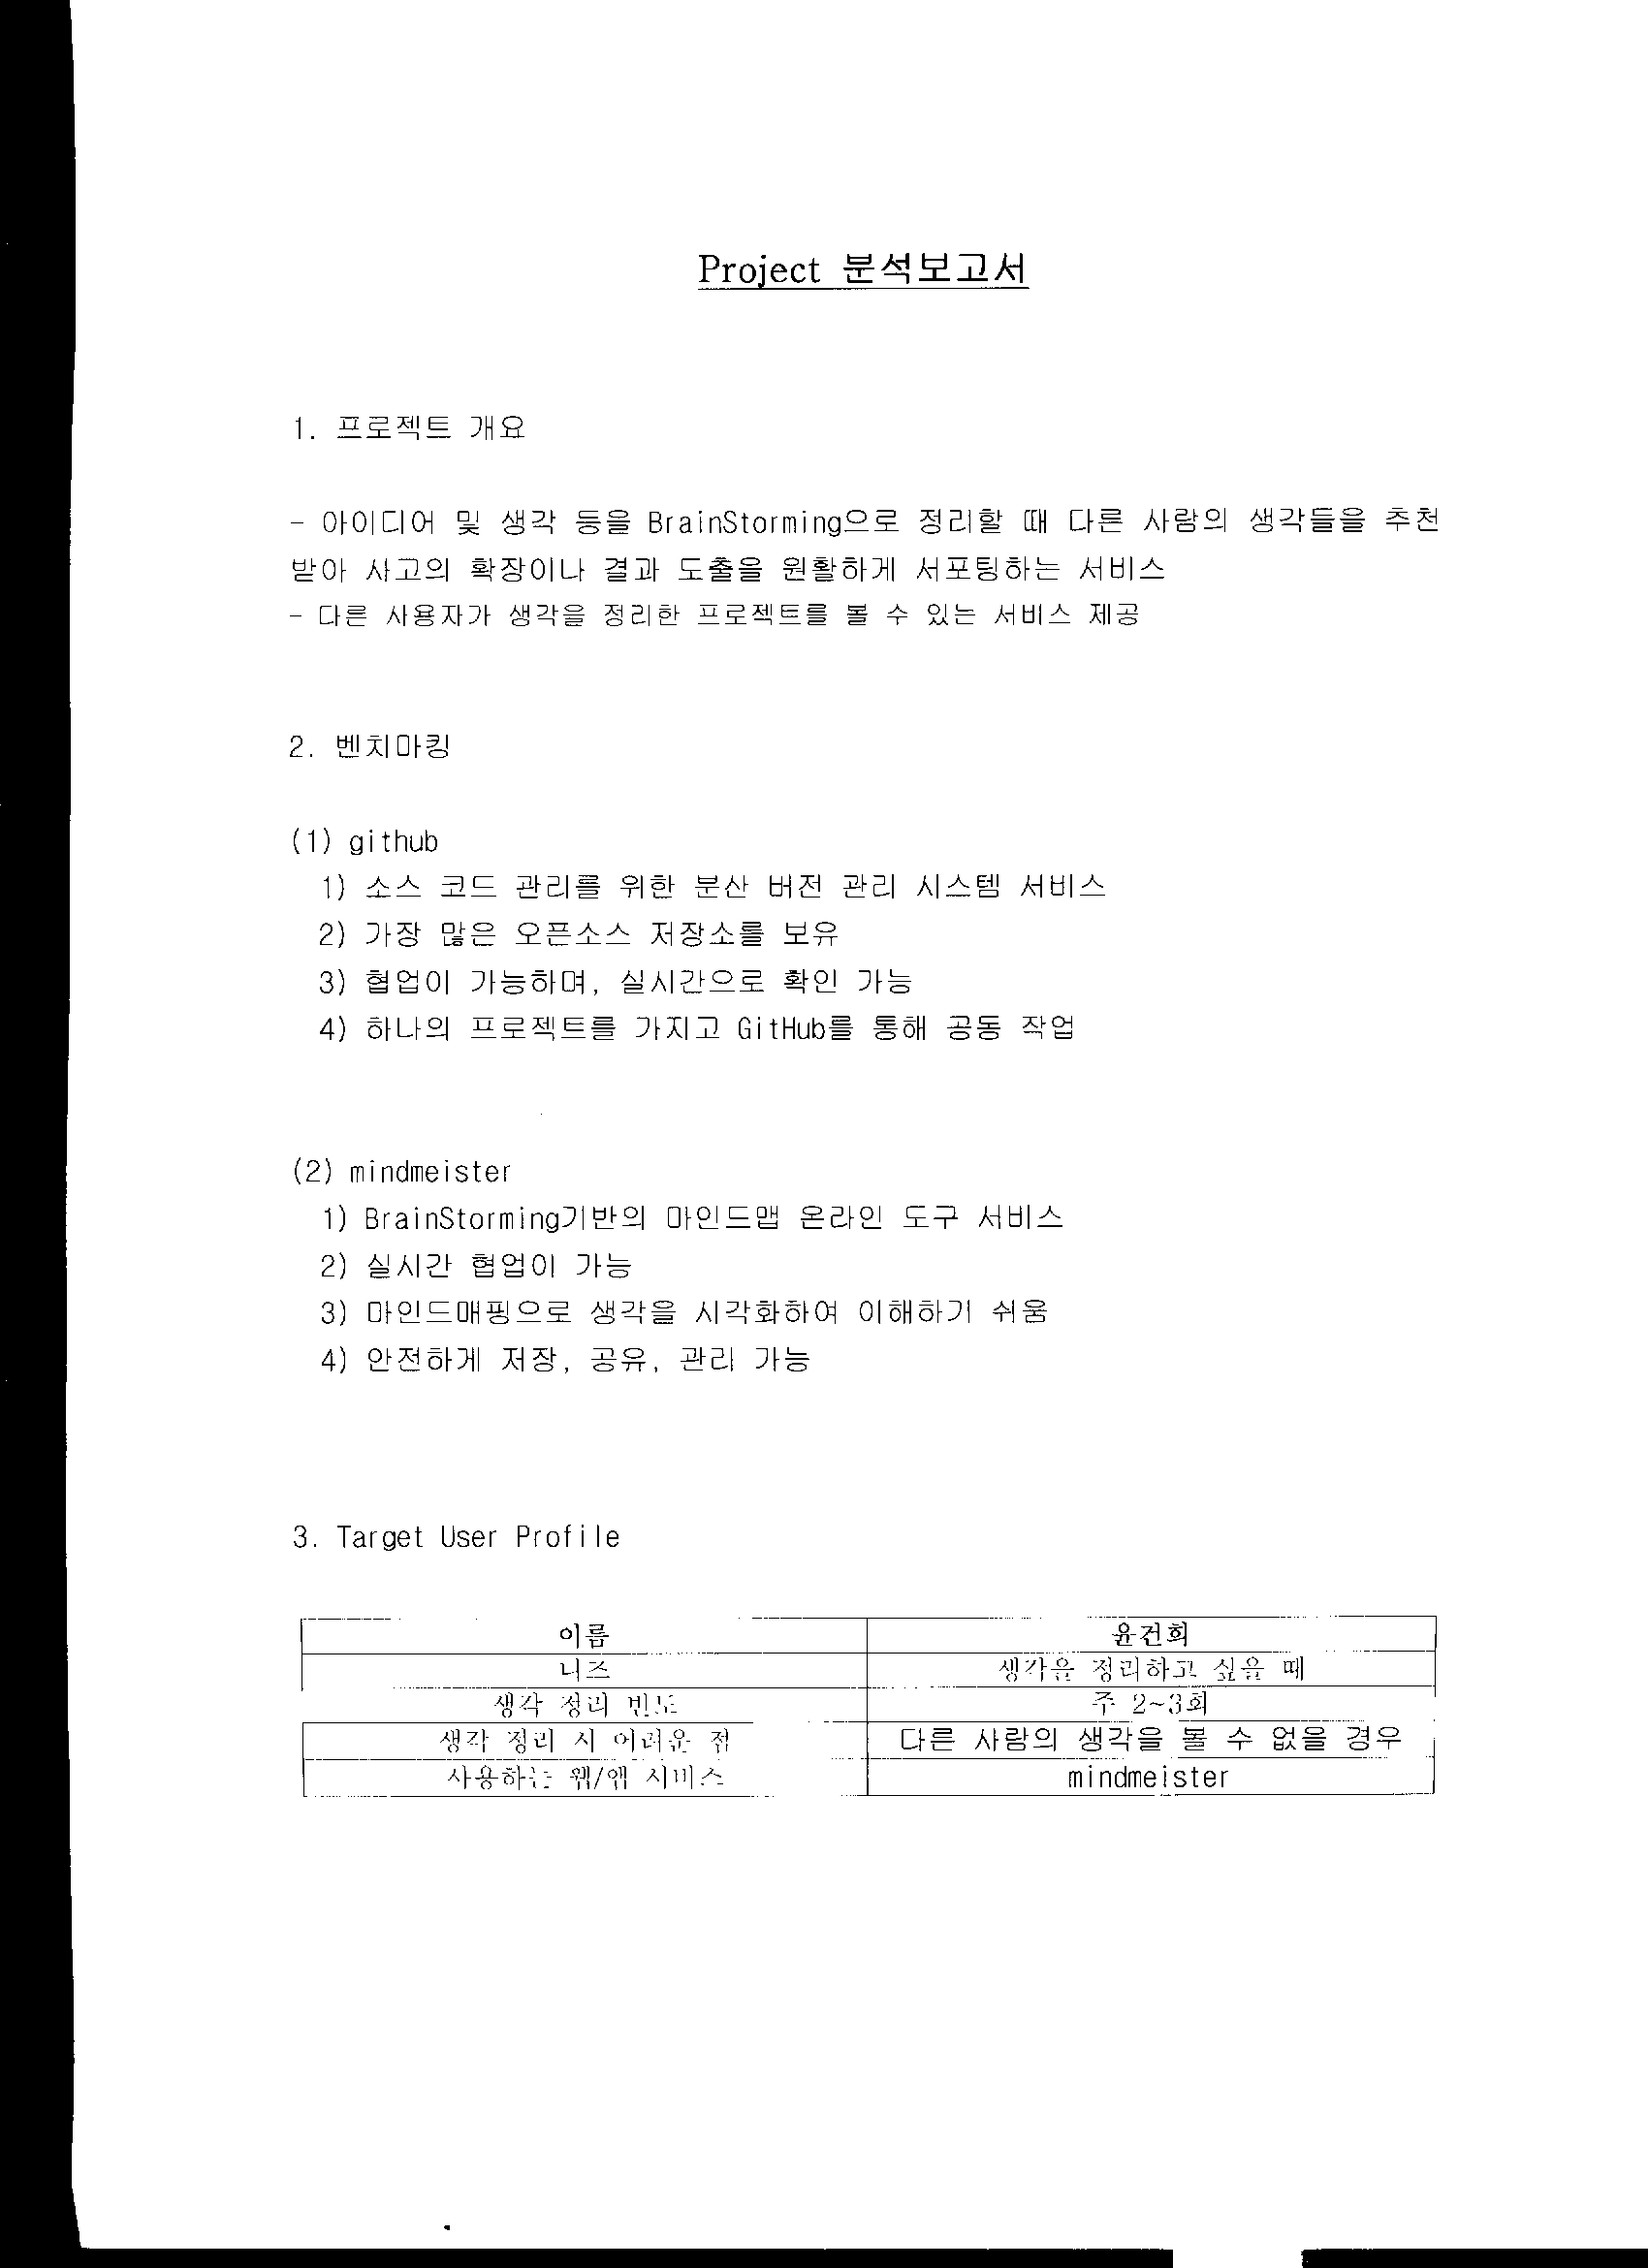 Project 분석보고서
1. 프로젝트 개요
- 아이디어 및 생각 등을 BrainStorming으로 정리할 때 다른 사람의 생각들을 추천
받아 사고의 확장이나 결과 도출을 원활하게 서포팅하는 서비스
- 다른 사용자가 생각을 정리한 프로젝트를 볼 수 있는 서비스 제공
2. 벤치마킹
(1) github
1) 소스 코드 관리를 위한 분산 버전 관리 시스템 서비스
2) 가장 많은 오픈소스 저장소를 보유
3) 협업이 가능하며, 실시간으로 확인 가능
4) 하나의 프로젝트를 가지고 GitHub를 통해 공동 작업
(2) mindmeister
1) BrainStorming기반의 마인드맵 온라인 도구 서비스
2) 실시간 협업이 가능
3) 마인드매핑으로 생각을 시각화하여 이해하기 쉬움
4) 안전하게 저장, 공유, 관리 가능
3. Target User Profile
이름 윤건희
니즈 생각을 정리하고 싶을 때
생각 정리 빈도 주 2~3회
생각 정리 시 어려운 점 다른 사람의 생각을 볼 수 없을 경우
사용하는 웹/앱 서비스 mindmeister